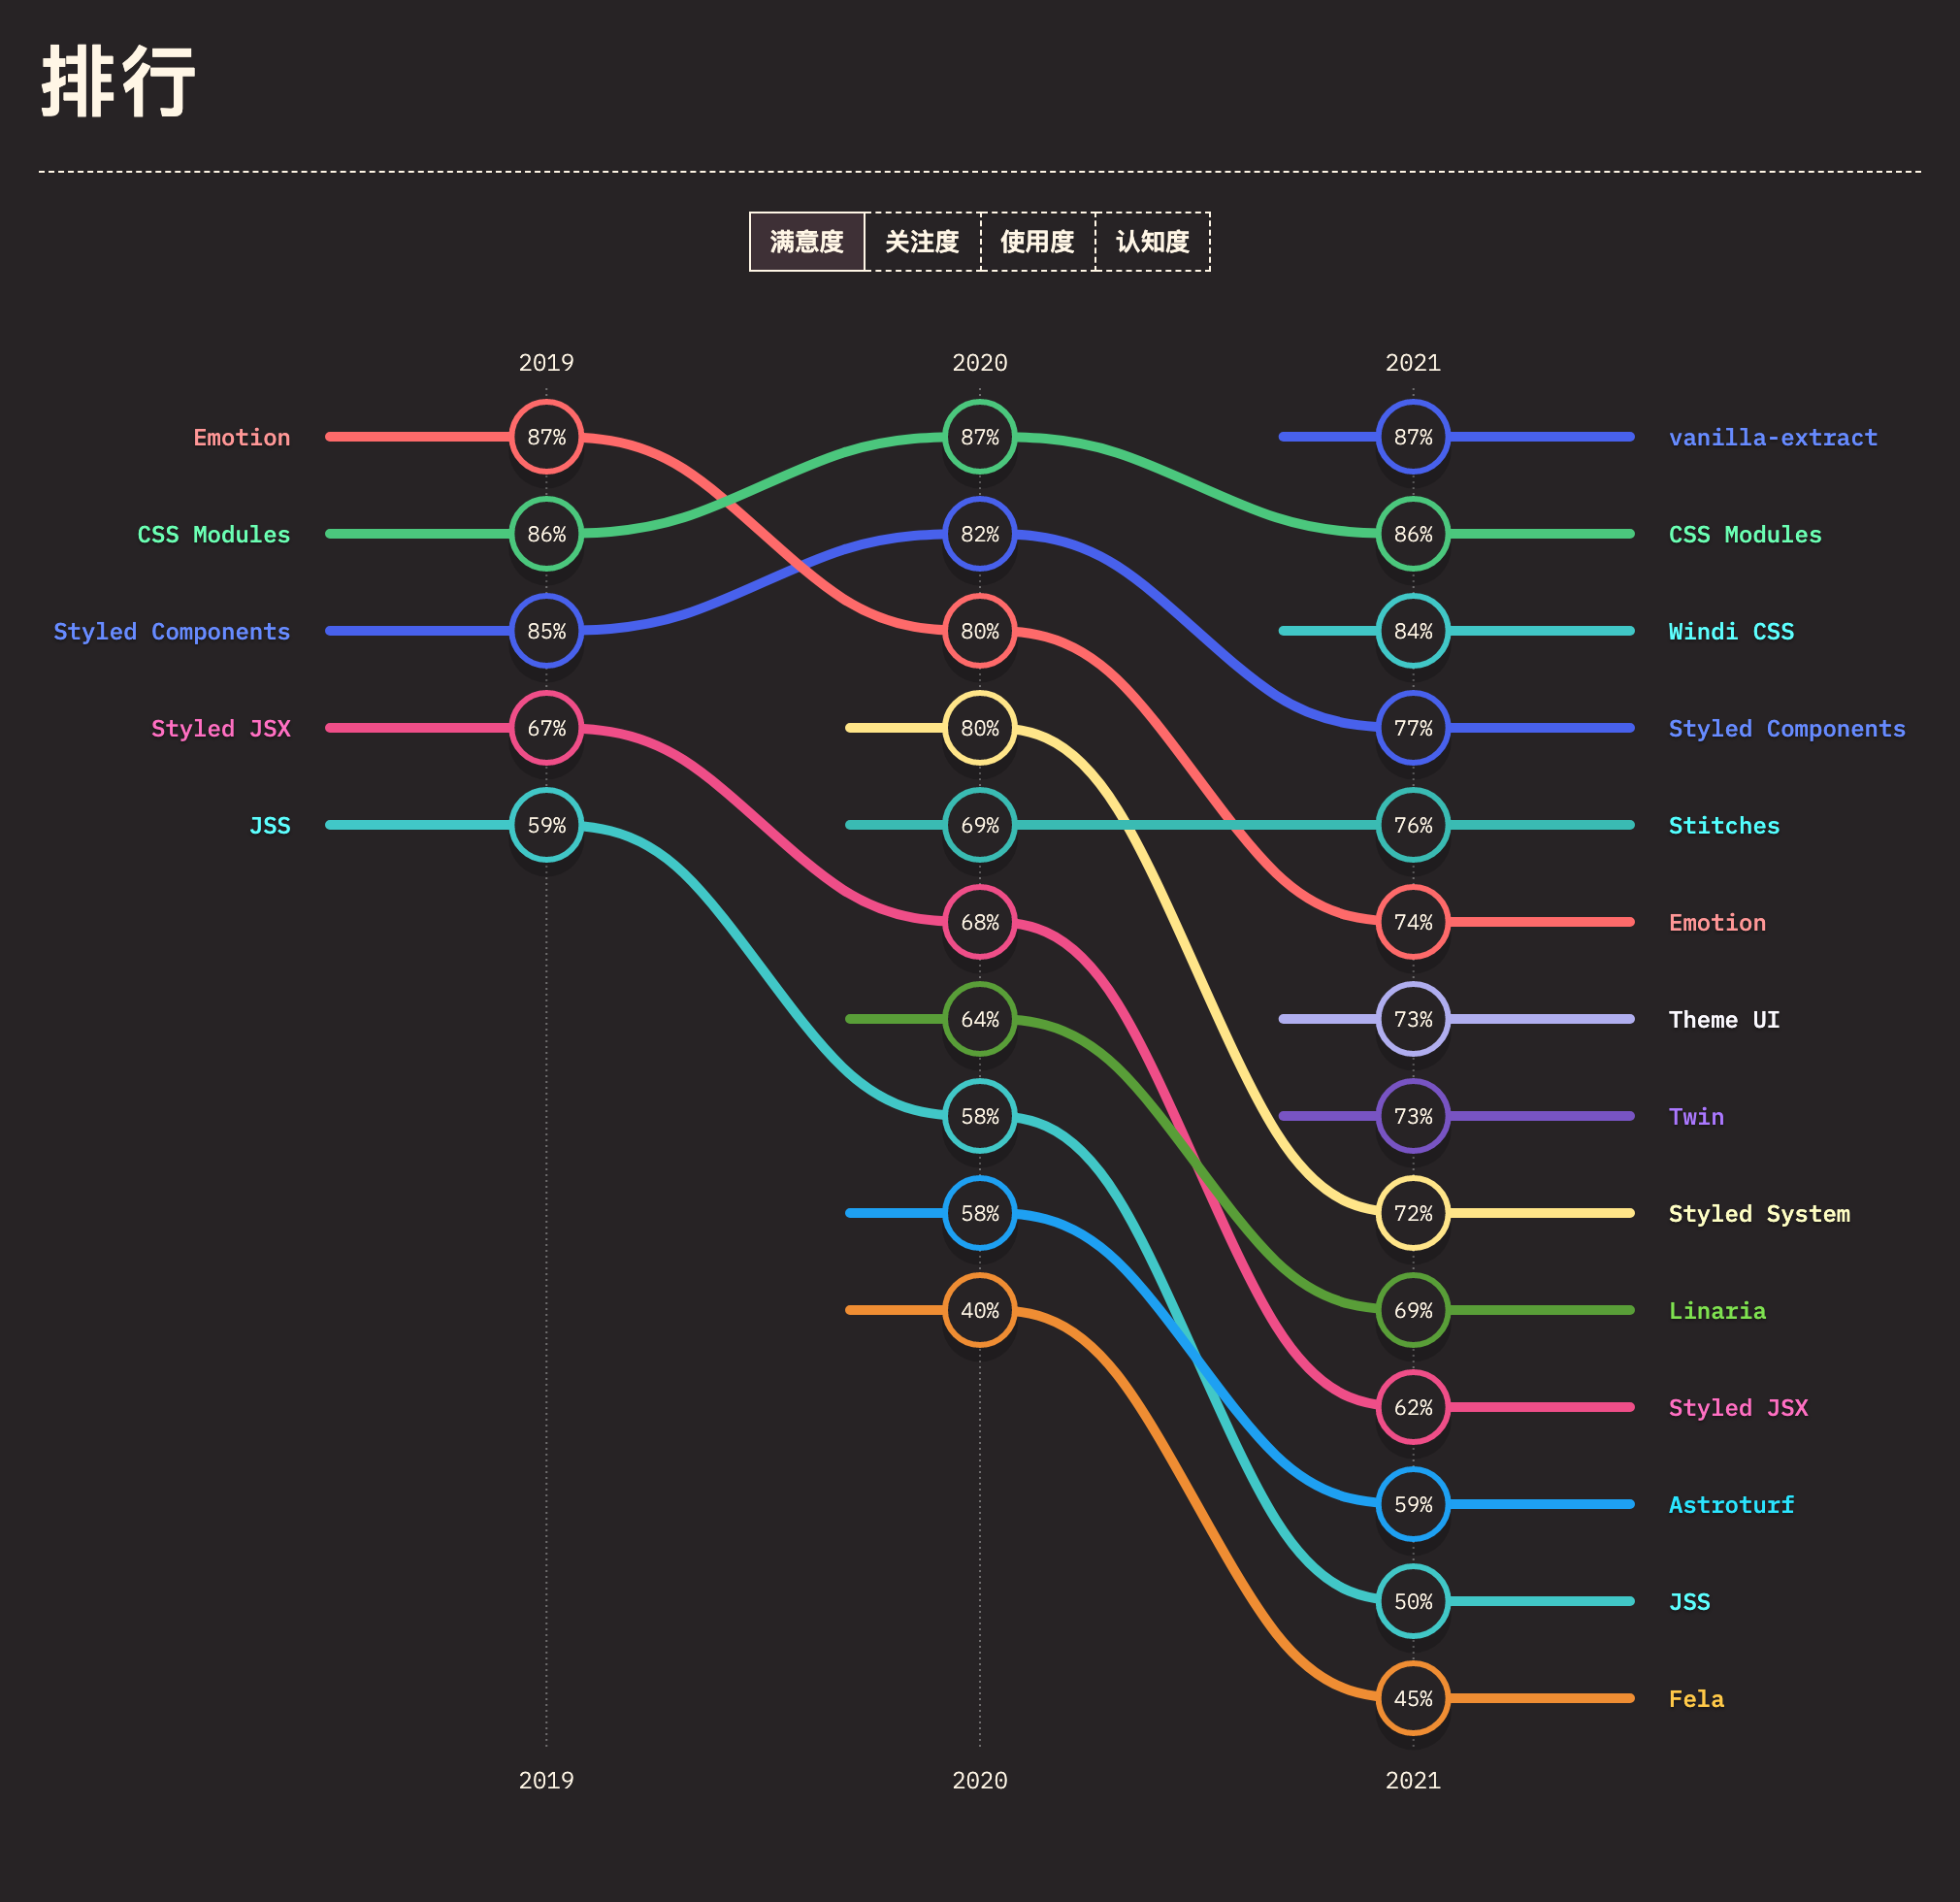 排行
满意度 关注度 使用度 认知度
2019 2020 2021
Emotion 87% 87% 87% vanilla-extract
CSS Modules 86% 82% 86% CSS Modules
Styled Components 85% 80% 84% Windi CSS
Styled JSX 67% 80% 77% Styled Components
JSS 59% 69% 76% Stitches
68% 74% Emotion
64% 73% Theme UI
58% 73% Twin
58% 72% Styled System
40% 69% Linaria
62% Styled JSX
59% Astroturf
50% JSS
45% Fela
2019 2020 2021